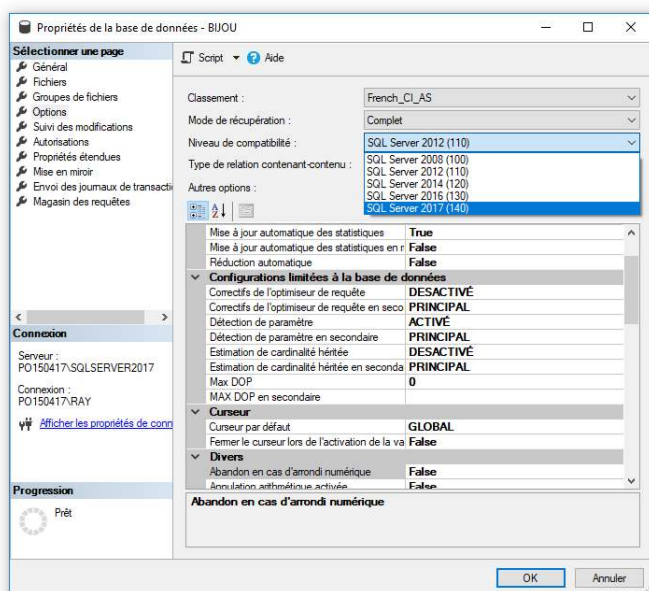 Propriétés de la base de données - BIJOU
Sélectionner une page
Général
Fichiers
Groupes de fichiers
Options
Suivi des modifications
Autorisations
Propriétés étendues
Mise en miroir
Envoi des journaux de transacti
Magasin des requêtes
Connexion
Serveur :
PO150417\SQLSERVER2017
Connexion :
PO150417\RAY
Afficher les propriétés de conn
Progression
Prêt
Script Aide
Classement : French_CI_AS
Mode de récupération : Complet
Niveau de compatibilité : SQL Server 2012 (110)
Type de relation contenant-contenu :
SQL Server 2008 (100)
SQL Server 2012 (110)
SQL Server 2014 (120)
SQL Server 2016 (130)
SQL Server 2017 (140)
Autres options :
Mise à jour automatique des statistiques True
Mise à jour automatique des statistiques en r False
Réduction automatique False
Configurations limitées à la base de données
Correctifs de l'optimiseur de requête DESACTIVÉ
Correctifs de l'optimiseur de requête en seco PRINCIPAL
Détection de paramètre ACTIVÉ
Détection de paramètre en secondaire PRINCIPAL
Estimation de cardinalité héritée DESACTIVÉ
Estimation de cardinalité héritée en seconda PRINCIPAL
Max DOP 0
MAX DOP en secondaire
Curseur
Curseur par défaut GLOBAL
Fermer le curseur lors de l'activation de la va False
Divers
Abandon en cas d'arrondi numérique False
Annulation arithmétique activée False
Abandon en cas d'arrondi numérique
OK Annuler